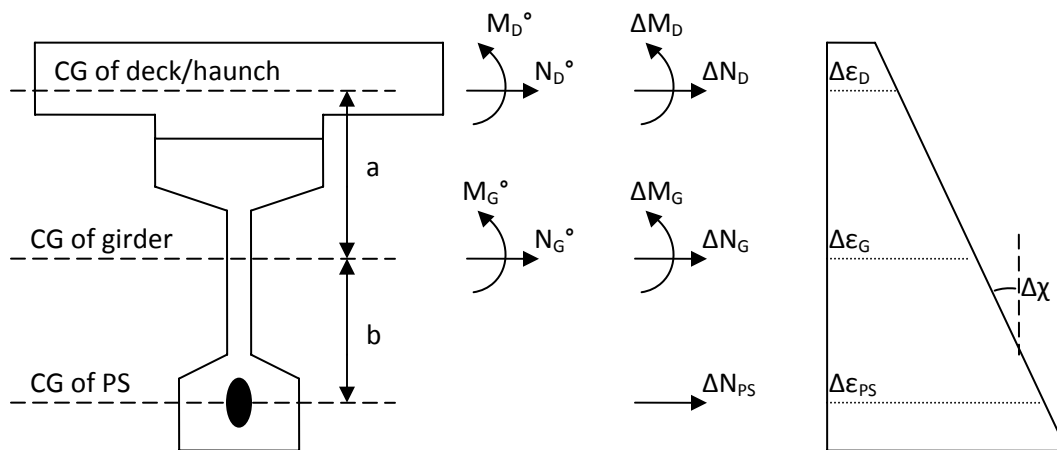 M_D° ΔM_D
CG of deck/haunch N_D° ΔN_D Δε_D
a
M_G° ΔM_G
CG of girder N_G° ΔN_G Δε_G
Δχ
b
CG of PS ΔN_PS Δε_PS